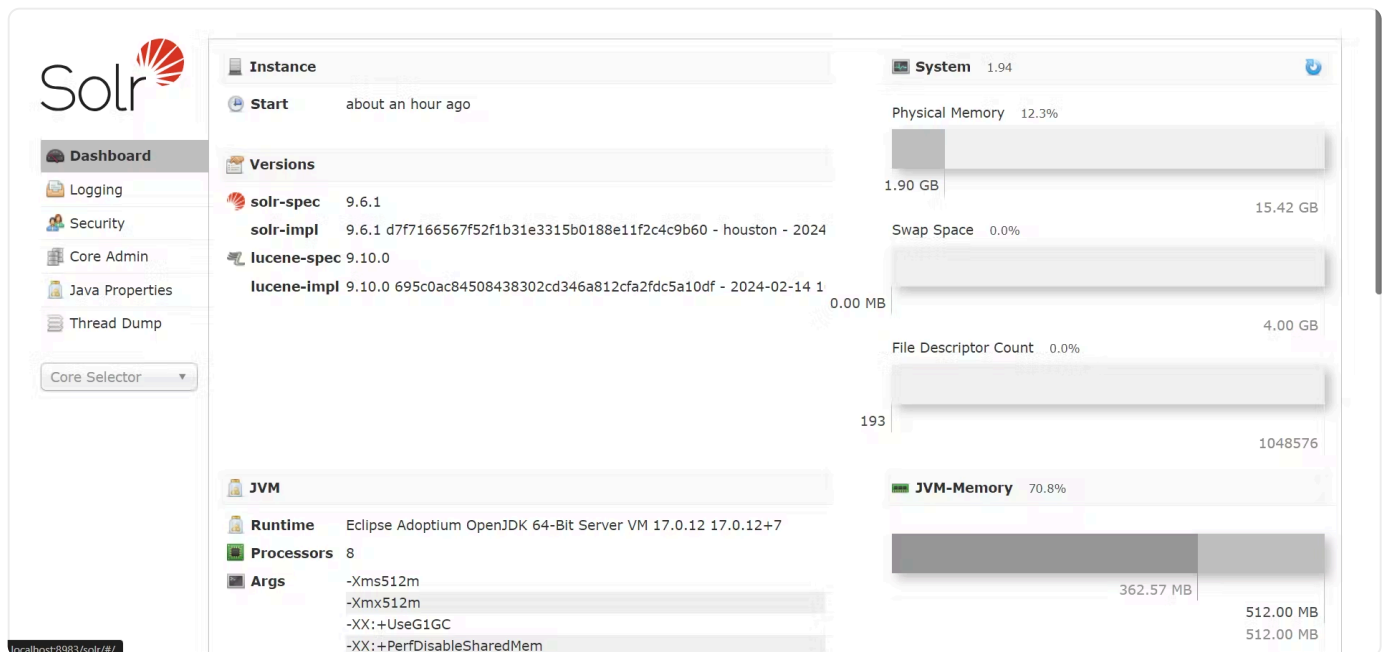 Solr
Dashboard
Logging
Security
Core Admin
Java Properties
Thread Dump
Core Selector
Instance
Start about an hour ago
Versions
solr-spec 9.6.1
solr-impl 9.6.1 d7f7166567f52f1b31e3315b0188e11f2c4c9b60 - houston - 2024
lucene-spec 9.10.0
lucene-impl 9.10.0 695c0ac84508438302cd346a812cfa2fdc5a10df - 2024-02-14 1
JVM
Runtime Eclipse Adoptium OpenJDK 64-Bit Server VM 17.0.12 17.0.12+7
Processors 8
Args -Xms512m
-Xmx512m
-XX:+UseG1GC
-XX:+PerfDisableSharedMem
System 1.94
Physical Memory 12.3%
1.90 GB
15.42 GB
Swap Space 0.0%
0.00 MB
4.00 GB
File Descriptor Count 0.0%
193
1048576
JVM-Memory 70.8%
362.57 MB
512.00 MB
512.00 MB
localhost:8983/solr/#/